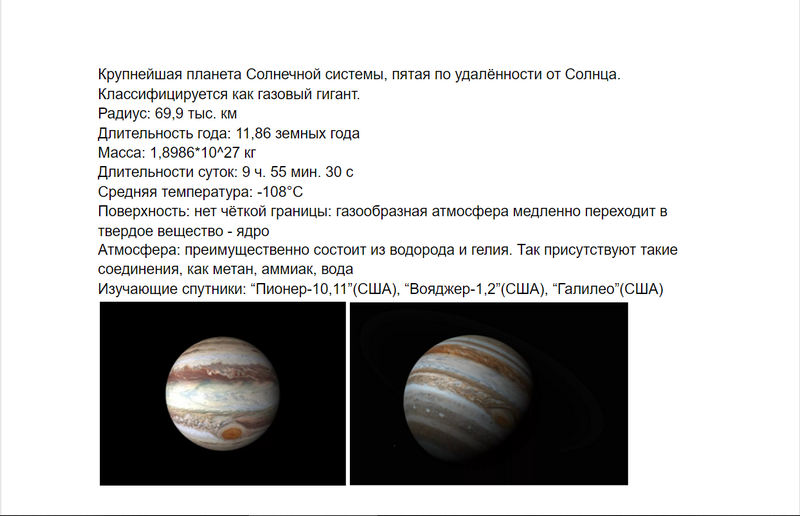 Крупнейшая планета Солнечной системы, пятая по удалённости от Солнца.
Классифицируется как газовый гигант.
Радиус: 69,9 тыс. км
Длительность года: 11,86 земных года
Масса: 1,8986*10^27 кг
Длительности суток: 9 ч. 55 мин. 30 с
Средняя температура: -108°С
Поверхность: нет чёткой границы: газообразная атмосфера медленно переходит в
твердое вещество - ядро
Атмосфера: преимущественно состоит из водорода и гелия. Так присутствуют такие
соединения, как метан, аммиак, вода
Изучающие спутники: “Пионер-10,11”(США), “Вояджер-1,2”(США), “Галилео”(США)